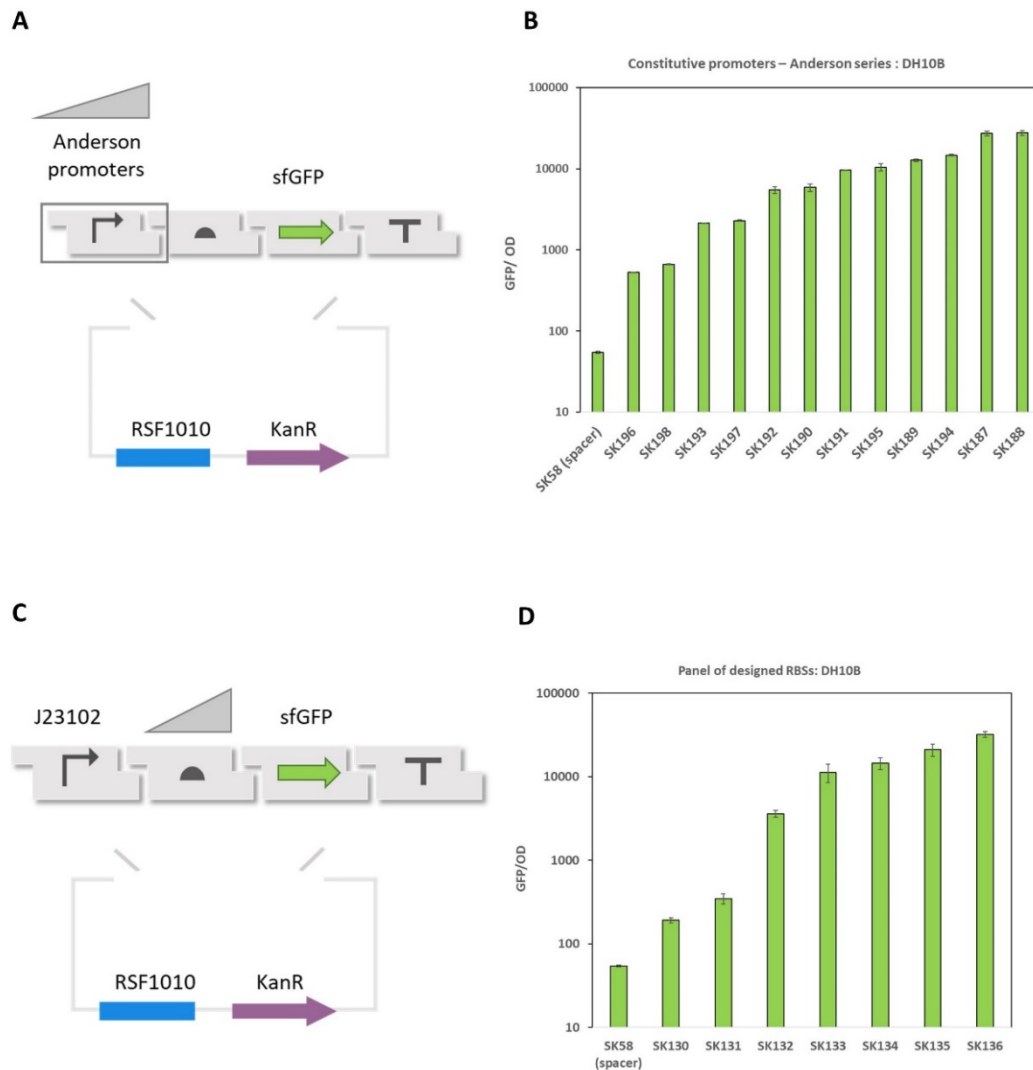 A
Anderson
promoters
sfGFP
RSF1010
KanR
B
Constitutive promoters – Anderson series : DH10B
100000
10000
1000
100
10
GFP/ OD
SK58 (spacer)
SK196
SK198
SK193
SK197
SK192
SK190
SK191
SK195
SK189
SK194
SK187
SK188
C
J23102
sfGFP
RSF1010
KanR
D
Panel of designed RBSs: DH10B
100000
10000
1000
100
10
GFP/OD
SK58
(spacer)
SK130
SK131
SK132
SK133
SK134
SK135
SK136